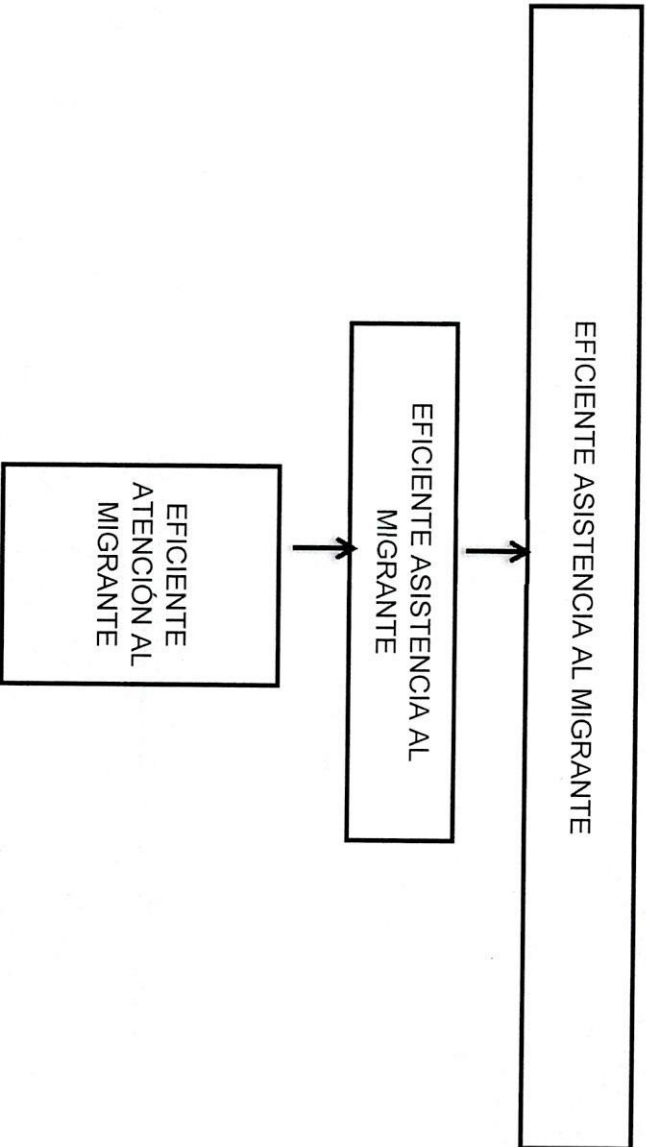 EFICIENTE ASISTENCIA AL MIGRANTE
EFICIENTE ASISTENCIA AL
MIGRANTE
EFICIENTE
ATENCIÓN AL
MIGRANTE